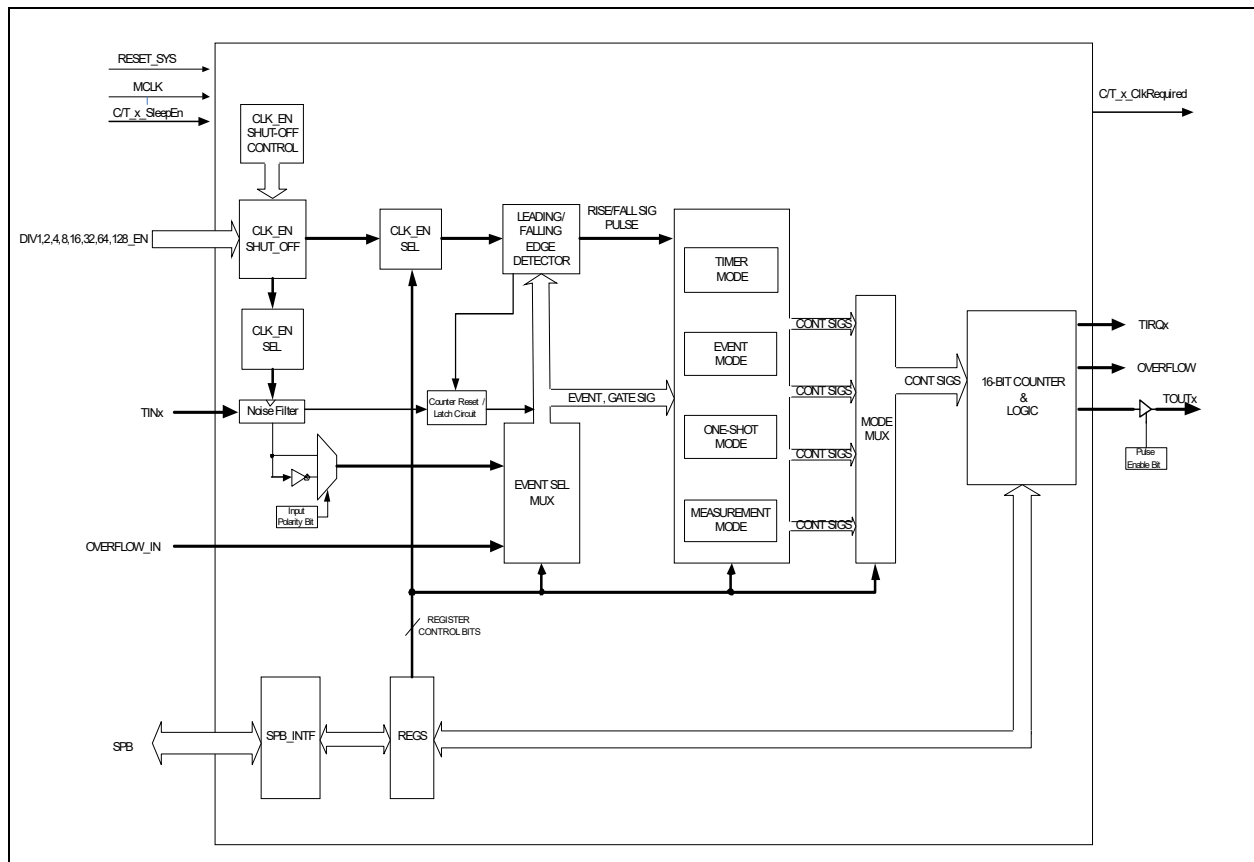 RESET_SYS
MCLK
C/T_x_SleepEn
C/T_x_ClkRequired
CLK_EN
SHUT-OFF
CONTROL
DIV1,2,4,8,16,32,64,128_EN
CLK_EN
SHUT_OFF
CLK_EN
SEL
LEADING/
FALLING
EDGE
DETECTOR
RISE/FALL SIG
PULSE
TIMER
MODE
CLK_EN
SEL
CONT SIGS
TIRQx
EVENT
MODE
16-BIT COUNTER
&
LOGIC
OVERFLOW
CONT SIGS
CONT SIGS
TINx
Noise Filter
Counter Reset /
Latch Circuit
EVENT, GATE SIG
MODE
MUX
TOUTx
ONE-SHOT
MODE
CONT SIGS
Pulse
Enable Bit
EVENT SEL
MUX
Input
Polarity Bit
MEASUREMENT
MODE
CONT SIGS
OVERFLOW_IN
REGISTER
CONTROL BITS
SPB
SPB_INTF
REGS